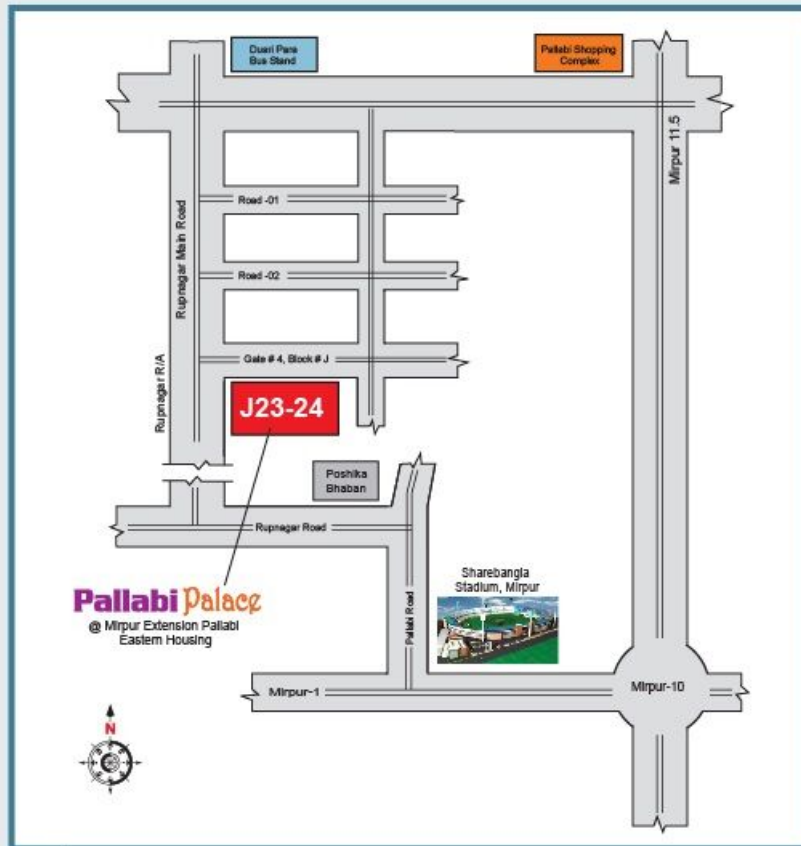 Duari Para
Bus Stand
Pallabi Shopping
Complex
Mirpur 11.5
Rupnagar Main Road
Road -01
Road -02
Gate # 4, Block # J
Rupnagar R/A
J23-24
Poshika
Bhaban
Rupnagar Road
Pallabi Palace
@ Mirpur Extension Pallabi
Eastern Housing
Sharebangla
Stadium, Mirpur
Pallabi Road
Mirpur-1
Mirpur-10
N